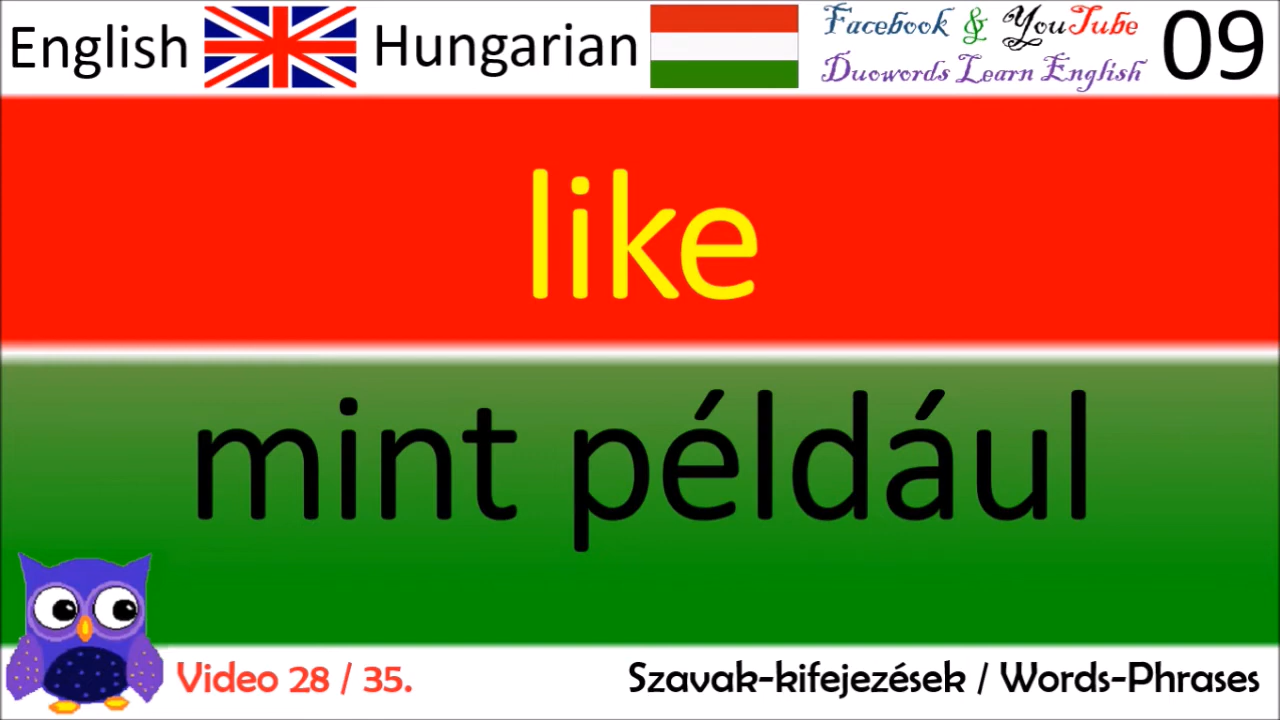 English Hungarian Facebook & YouTube 09
Duowords Learn English
like
mint például
Video 28 / 35. Szavak-kifejezések / Words-Phrases